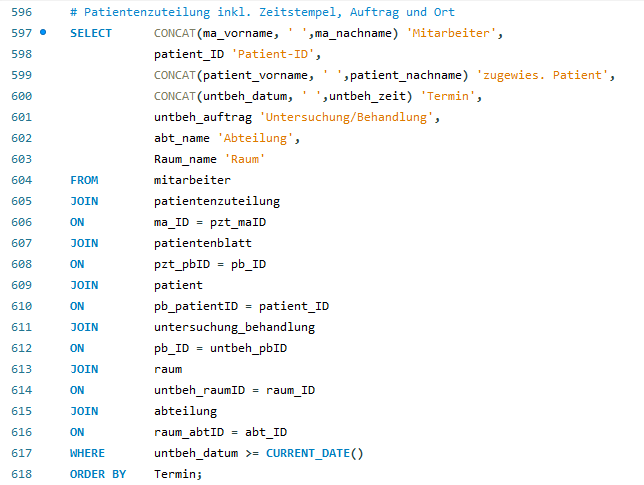 596 # Patientenzuteilung inkl. Zeitstempel, Auftrag und Ort
597 SELECT CONCAT(ma_vorname, ' ',ma_nachname) 'Mitarbeiter',
598 patient_ID 'Patient-ID',
599 CONCAT(patient_vorname, ' ',patient_nachname) 'zugewies. Patient',
600 CONCAT(untbeh_datum, ' ',untbeh_zeit) 'Termin',
601 untbeh_auftrag 'Untersuchung/Behandlung',
602 abt_name 'Abteilung',
603 Raum_name 'Raum'
604 FROM mitarbeiter
605 JOIN patientenzuteilung
606 ON ma_ID = pzt_maID
607 JOIN patientenblatt
608 ON pzt_pbID = pb_ID
609 JOIN patient
610 ON pb_patientID = patient_ID
611 JOIN untersuchung_behandlung
612 ON pb_ID = untbeh_pbID
613 JOIN raum
614 ON untbeh_raumID = raum_ID
615 JOIN abteilung
616 ON raum_abtID = abt_ID
617 WHERE untbeh_datum >= CURRENT_DATE()
618 ORDER BY Termin;